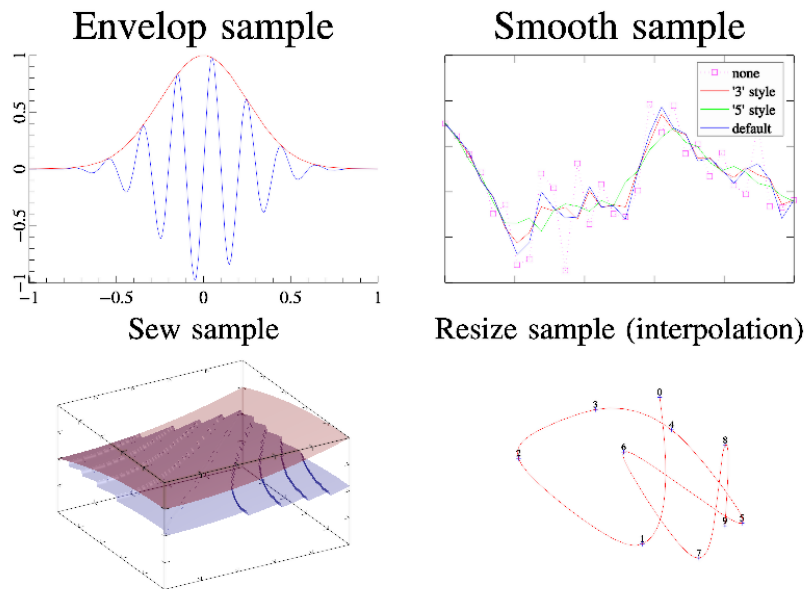 Envelop sample
1
0.5
0
−0.5
−1
−1
−0.5
0
0.5
1
Smooth sample
none
'3' style
'5' style
default
Sew sample
Resize sample (interpolation)
0
3
4
8
6
2
9
5
1
7